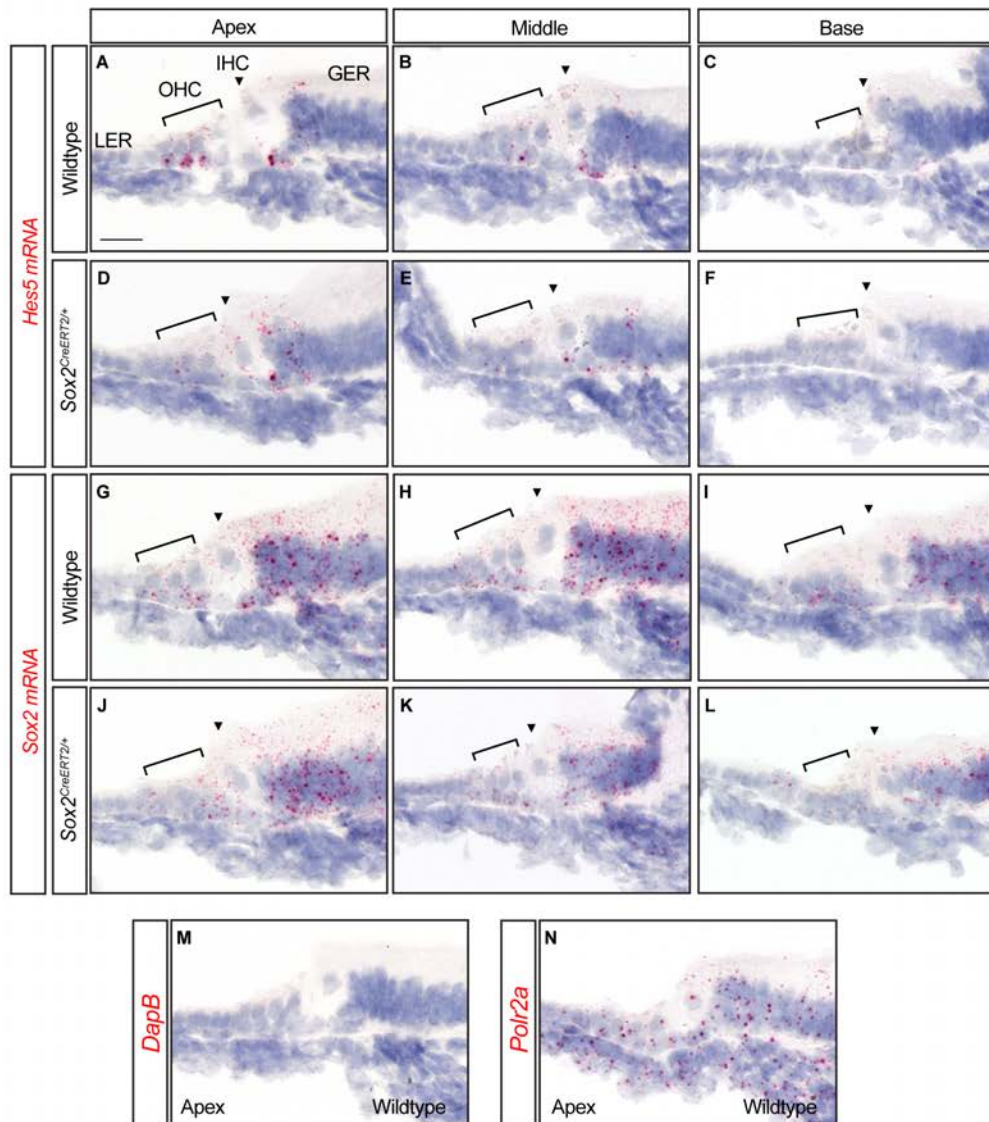 Apex
Middle
Base
Hes5 mRNA
Wildtype
A
IHC
GER
OHC
LER
B
C
Sox2CreERT2/+
D
E
F
Sox2 mRNA
Wildtype
G
H
I
Sox2CreERT2/+
J
K
L
DapB
M
Apex
Wildtype
Polr2a
N
Apex
Wildtype